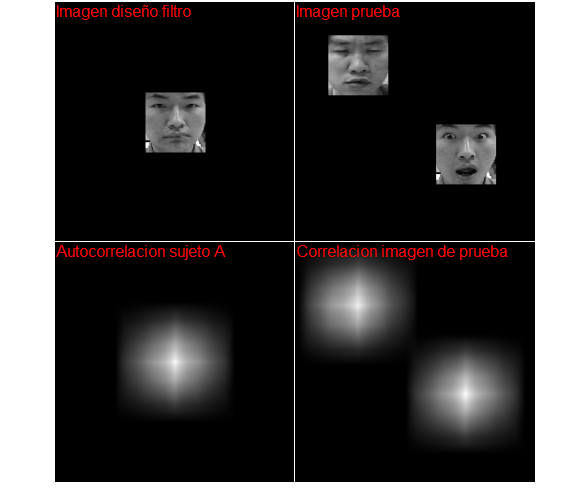 Imagen diseño filtro
Imagen prueba
Autocorrelacion sujeto A
Correlacion imagen de prueba